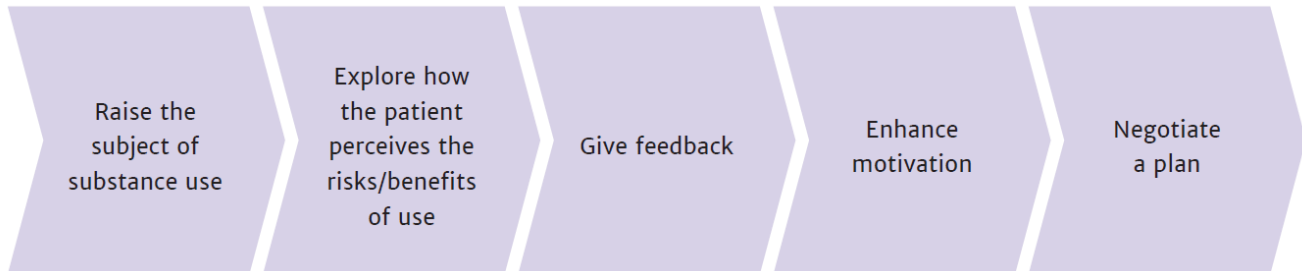 Raise the
subject of
substance use
Explore how
the patient
perceives the
risks/benefits
of use
Give feedback
Enhance
motivation
Negotiate
a plan